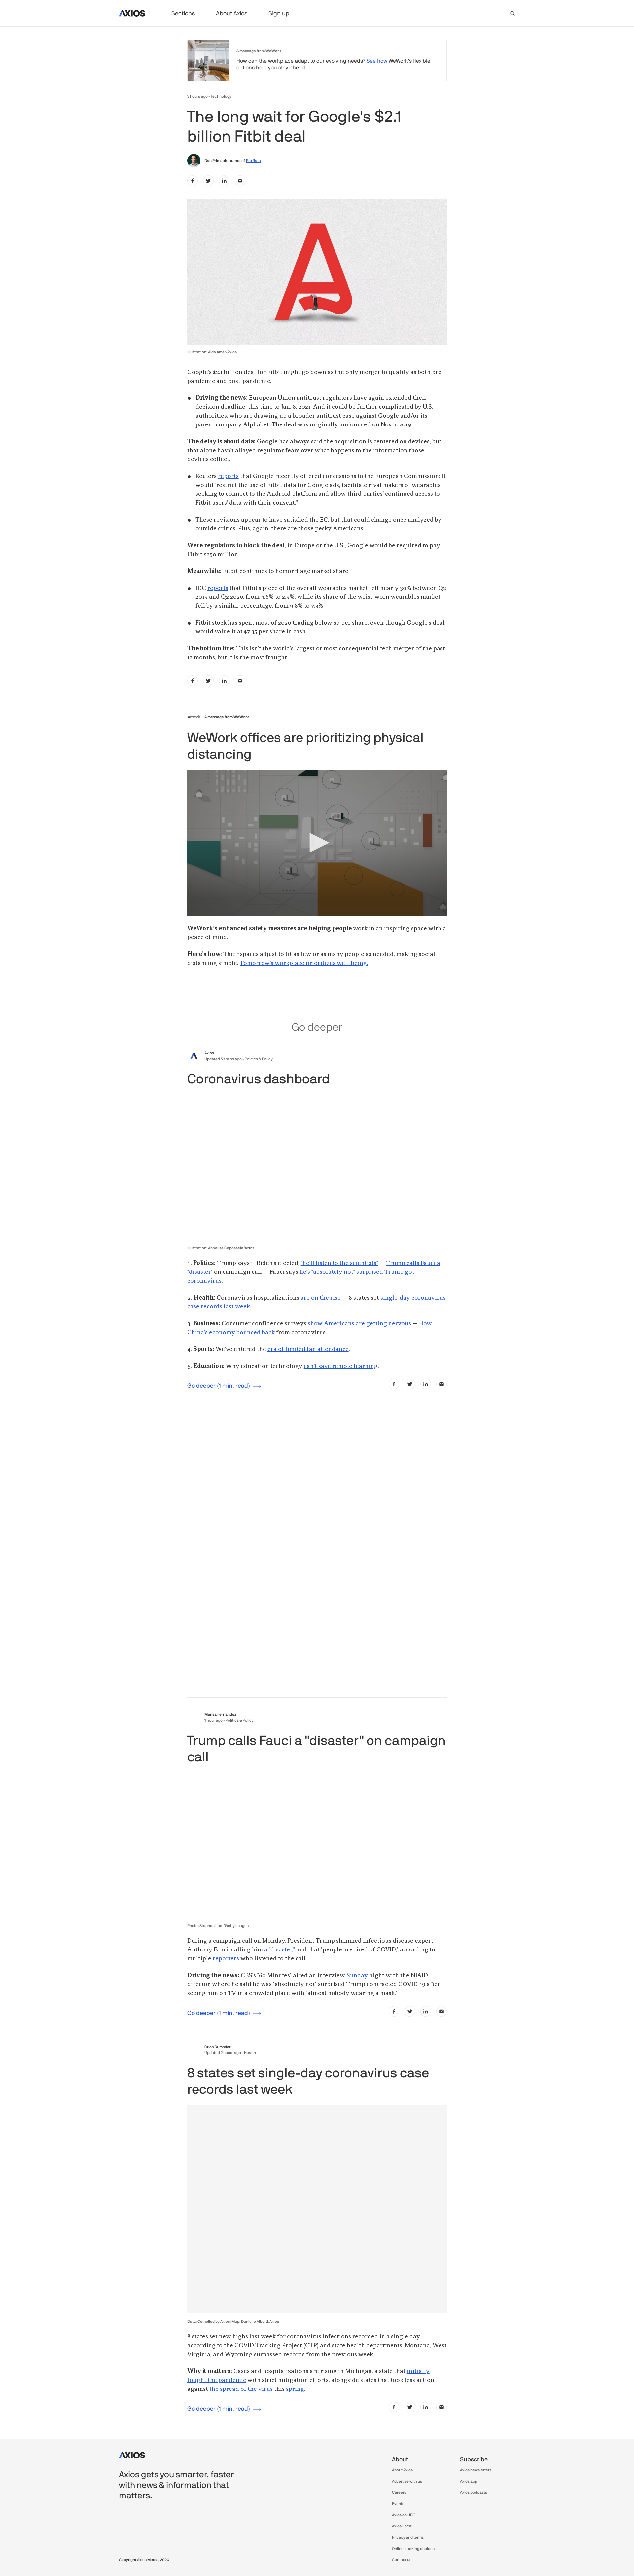 AXIOS
Sections
About Axios
Sign up
A message from WeWork
How can the workplace adapt to our evolving needs? See how WeWork's flexible
options help you stay ahead.
3 hours ago - Technology
The long wait for Google's $2.1
billion Fitbit deal
Dan Primack, author of Pro Rata
Illustration: Aïda Amer/Axios
Google's $2.1 billion deal for Fitbit might go down as the only merger to qualify as both pre-
pandemic and post-pandemic.
Driving the news: European Union antitrust regulators have again extended their
decision deadline, this time to Jan. 8, 2021. And it could be further complicated by U.S.
authorities, who are drawing up a broader antitrust case against Google and/or its
parent company Alphabet. The deal was originally announced on Nov. 1, 2019.
The delay is about data: Google has always said the acquisition is centered on devices, but
that alone hasn't allayed regulator fears over what happens to the information those
devices collect.
Reuters reports that Google recently offered concessions to the European Commission: It
would "restrict the use of Fitbit data for Google ads, facilitate rival makers of wearables
seeking to connect to the Android platform and allow third parties' continued access to
Fitbit users' data with their consent."
These revisions appear to have satisfied the EC, but that could change once analyzed by
outside critics. Plus, again, there are those pesky Americans.
Were regulators to block the deal, in Europe or the U.S., Google would be required to pay
Fitbit $250 million.
Meanwhile: Fitbit continues to hemorrhage market share.
IDC reports that Fitbit's piece of the overall wearables market fell nearly 30% between Q2
2019 and Q2 2020, from 4.6% to 2.9%, while its share of the wrist-worn wearables market
fell by a similar percentage, from 9.8% to 7.3%.
Fitbit stock has spent most of 2020 trading below $7 per share, even though Google's deal
would value it at $7.35 per share in cash.
The bottom line: This isn't the world's largest or most consequential tech merger of the past
12 months, but it is the most fraught.
wework
A message from WeWork
WeWork offices are prioritizing physical
distancing
WeWork's enhanced safety measures are helping people work in an inspiring space with a
peace of mind.
Here's how: Their spaces adjust to fit as few or as many people as needed, making social
distancing simple. Tomorrow's workplace prioritizes well-being.
Go deeper
Axios
Updated 53 mins ago - Politics & Policy
Coronavirus dashboard
Illustration: Annelise Capossela/Axios
1. Politics: Trump says if Biden's elected, "he'll listen to the scientists" — Trump calls Fauci a
"disaster" on campaign call — Fauci says he's "absolutely not" surprised Trump got
coronavirus.
2. Health: Coronavirus hospitalizations are on the rise — 8 states set single-day coronavirus
case records last week.
3. Business: Consumer confidence surveys show Americans are getting nervous — How
China's economy bounced back from coronavirus.
4. Sports: We've entered the era of limited fan attendance.
5. Education: Why education technology can't save remote learning.
Go deeper (1 min. read)
Marisa Fernandez
1 hour ago - Politics & Policy
Trump calls Fauci a "disaster" on campaign
call
Photo: Stephen Lam/Getty Images
During a campaign call on Monday, President Trump slammed infectious disease expert
Anthony Fauci, calling him a "disaster," and that "people are tired of COVID," according to
multiple reporters who listened to the call.
Driving the news: CBS's "60 Minutes" aired an interview Sunday night with the NIAID
director, where he said he was "absolutely not" surprised Trump contracted COVID-19 after
seeing him on TV in a crowded place with "almost nobody wearing a mask."
Go deeper (1 min. read)
Orion Rummler
Updated 2 hours ago - Health
8 states set single-day coronavirus case
records last week
Data: Compiled by Axios; Map: Danielle Alberti/Axios
8 states set new highs last week for coronavirus infections recorded in a single day,
according to the COVID Tracking Project (CTP) and state health departments. Montana, West
Virginia, and Wyoming surpassed records from the previous week.
Why it matters: Cases and hospitalizations are rising in Michigan, a state that initially
fought the pandemic with strict mitigation efforts, alongside states that took less action
against the spread of the virus this spring.
Go deeper (1 min. read)
AXIOS
Axios gets you smarter, faster
with news & information that
matters.
About
About Axios
Advertise with us
Careers
Events
Axios on HBO
Axios Local
Privacy and terms
Online tracking choices
Contact us
Subscribe
Axios newsletters
Axios app
Axios podcasts
Copyright Axios Media, 2020